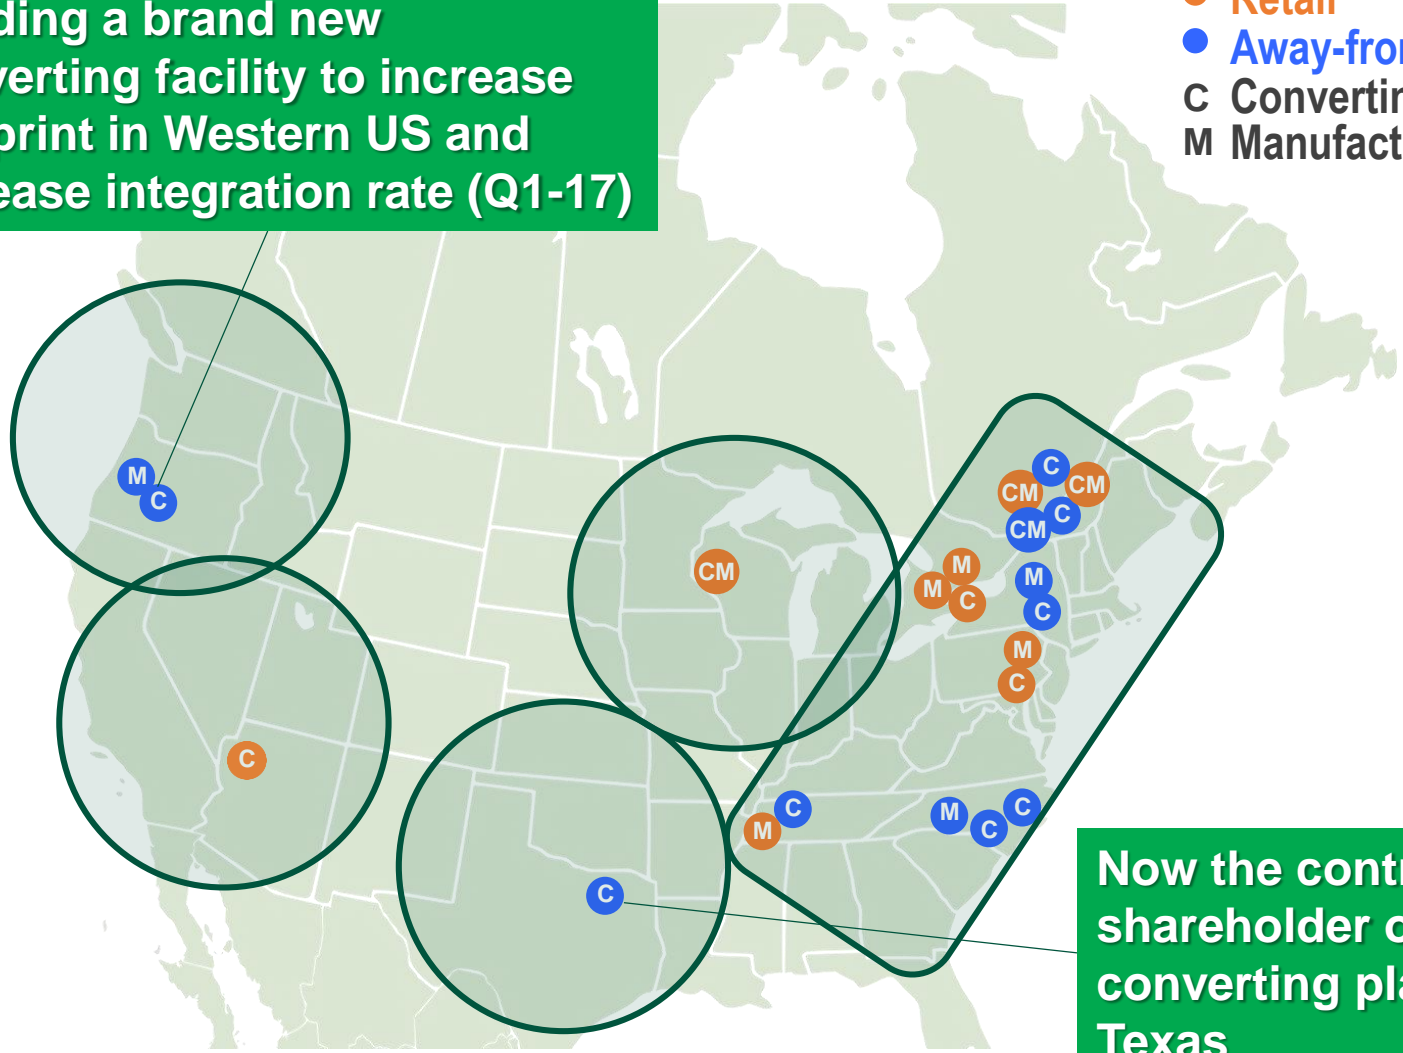 ding a brand new
verting facility to increase
print in Western US and
ease integration rate (Q1-17)
Retail
Away-fro
C Convertin
M Manufact
M
C
C
CM
C
C
CM
CM
C
CM
M
M
C
M
C
M
C
C
M
M
C
C
Now the contr
shareholder o
converting pla
Texas